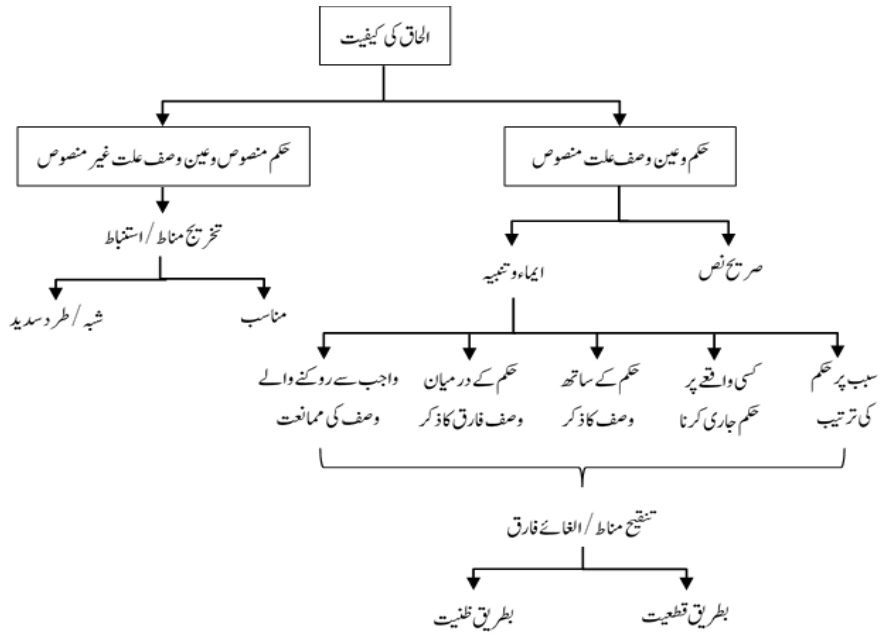 الحاق کی کیفیت
حکم و عین وصف علت منصوص
حکم منصوص و عین وصف علت غیر منصوص
صریح نص
ایماء و تنبیہ
تخریج مناط / استنباط
مناسب
شبہ / طرد سدید
سبب پر حکم
کی ترتیب
کسی واقعے پر
حکم جاری کرنا
حکم کے ساتھ
وصف کا ذکر
حکم کے درمیان
وصف فارق کا ذکر
واجب سے روکنے والے
وصف کی ممانعت
تنقیح مناط / الغائے فارق
بطریق قطعیت
بطریق ظنیت